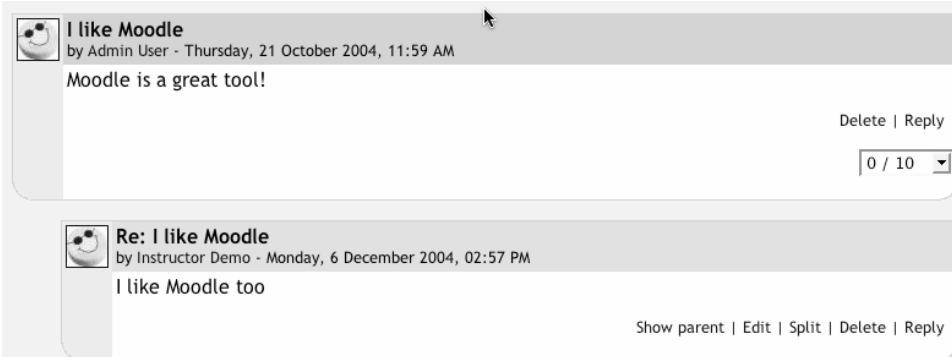 I like Moodle
by Admin User - Thursday, 21 October 2004, 11:59 AM
Moodle is a great tool!
Delete | Reply
0 / 10
Re: I like Moodle
by Instructor Demo - Monday, 6 December 2004, 02:57 PM
I like Moodle too
Show parent | Edit | Split | Delete | Reply